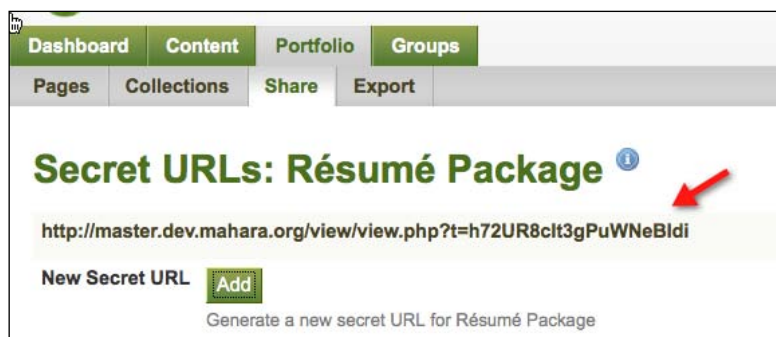 Dashboard Content Portfolio Groups
Pages Collections Share Export
Secret URLs: Résumé Package
http://master.dev.mahara.org/view/view.php?t=h72UR8clt3gPuWNeBldi
New Secret URL Add
Generate a new secret URL for Résumé Package